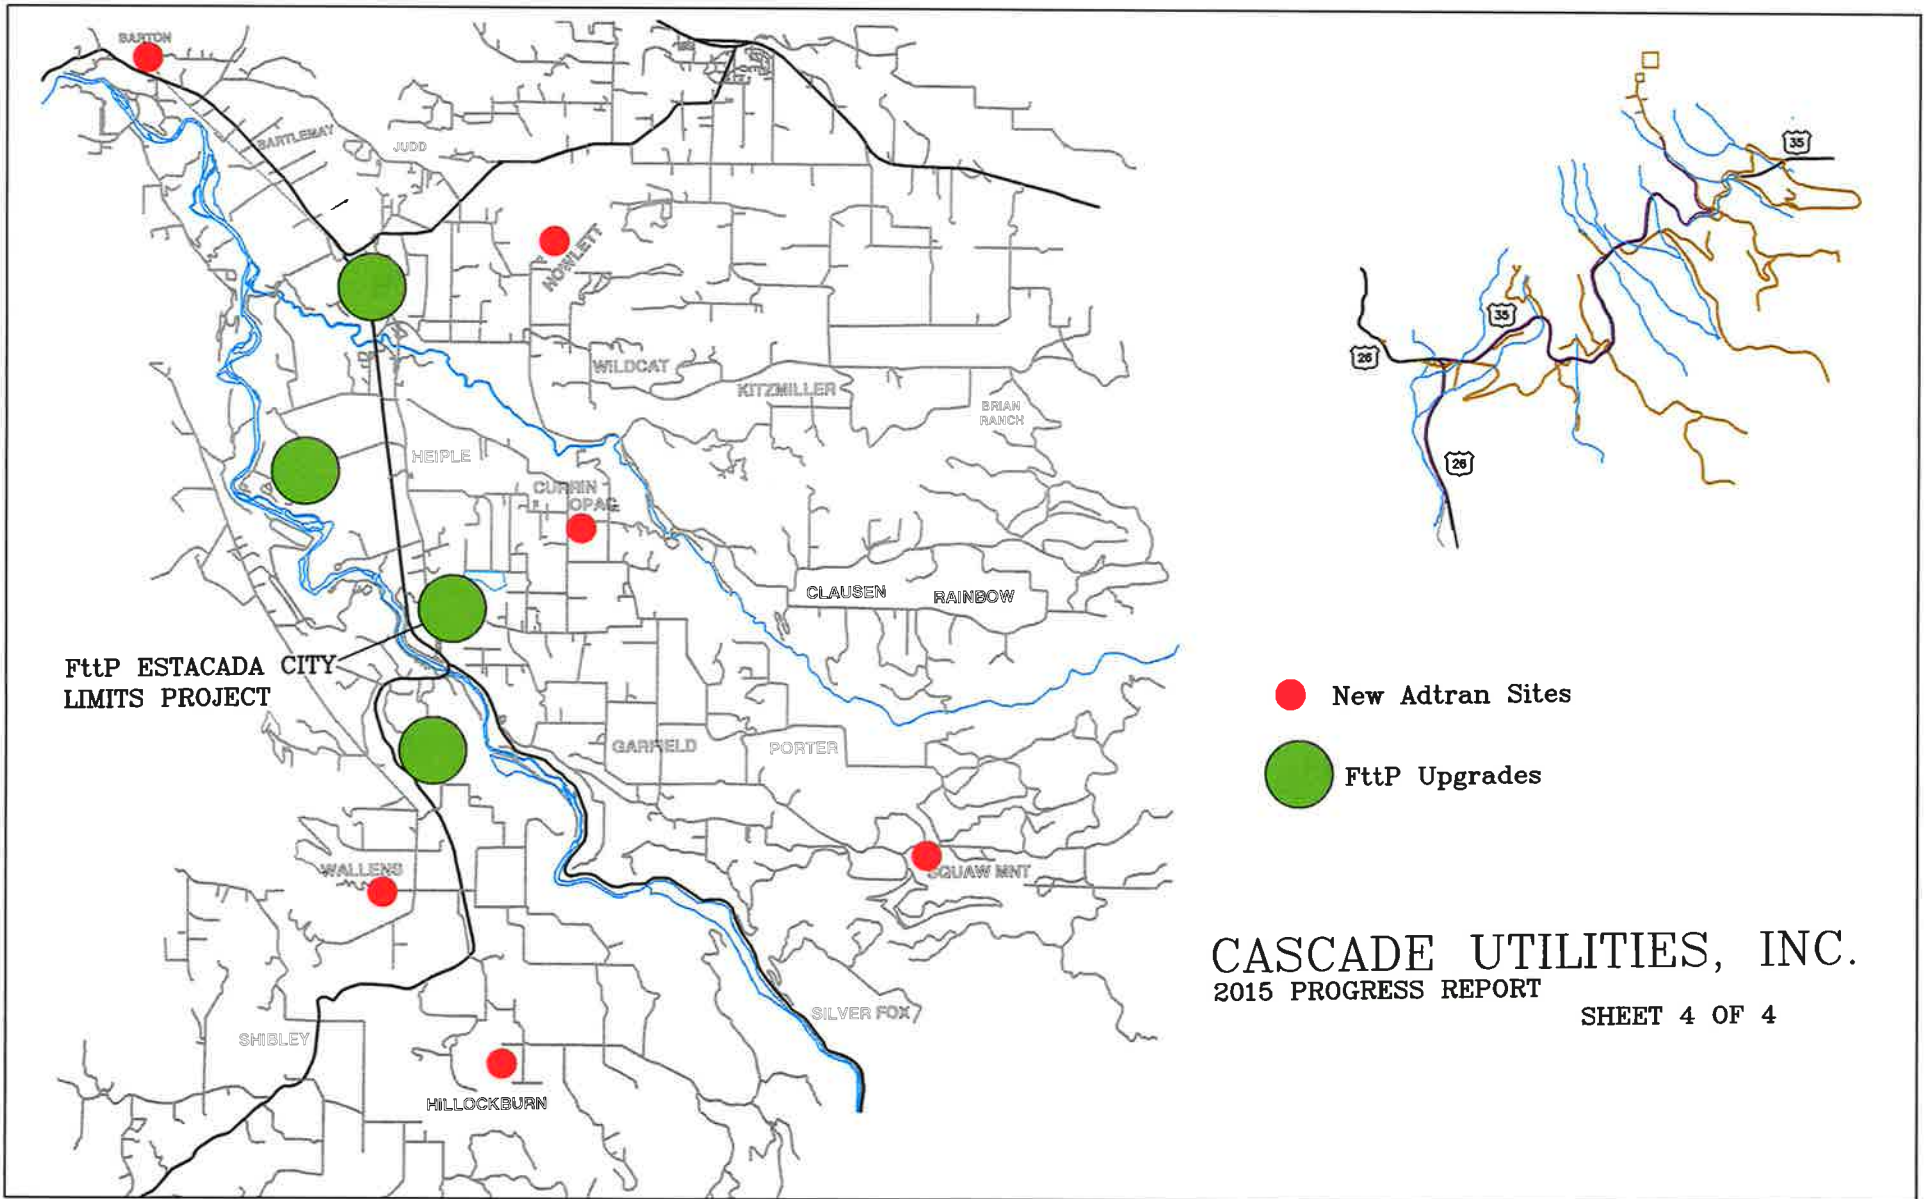 BARTON
BARTLEMAY
JUDD
HOWLETT
WILDCAT
KITZMILLER
BRIAN
RANCH
HEIPLE
CURRIN
OPAC
CLAUSEN
RAINBOW
FttP ESTACADA CITY
LIMITS PROJECT
GARFIELD
PORTER
WALLENS
SQUAW MNT
SILVER FOX
SHIBLEY
HILLOCKBURN
35
35
26
26
New Adtran Sites
FttP Upgrades
CASCADE UTILITIES, INC.
2015 PROGRESS REPORT
SHEET 4 OF 4